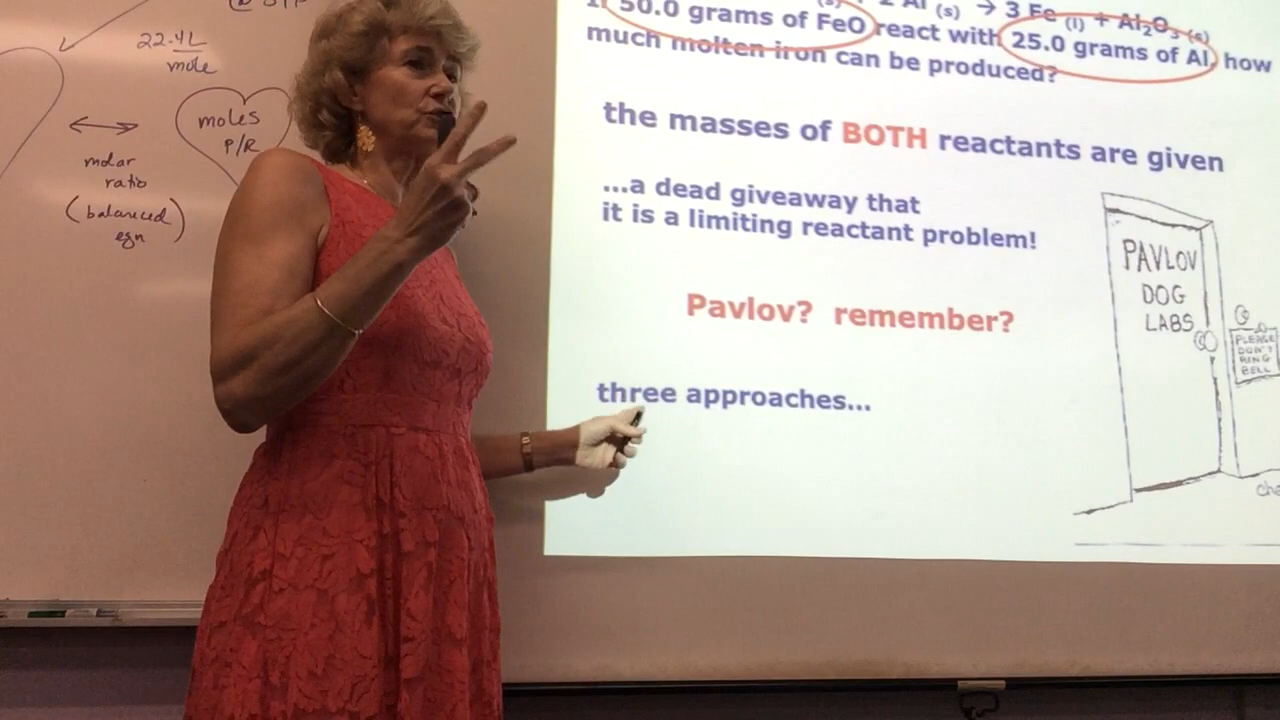 @ STP
22.4L
mole
moles
P/R
molar
ratio
(balanced
eqn)
2 Al (s) → 3 Fe (l) + Al2O3 (s)
50.0 grams of FeO react with 25.0 grams of Al, how
much molten iron can be produced?
the masses of BOTH reactants are given
...a dead giveaway that
it is a limiting reactant problem!
Pavlov? remember?
three approaches...
PAVLOV
DOG
LABS
PLEASE
DON'T
RING
BELL